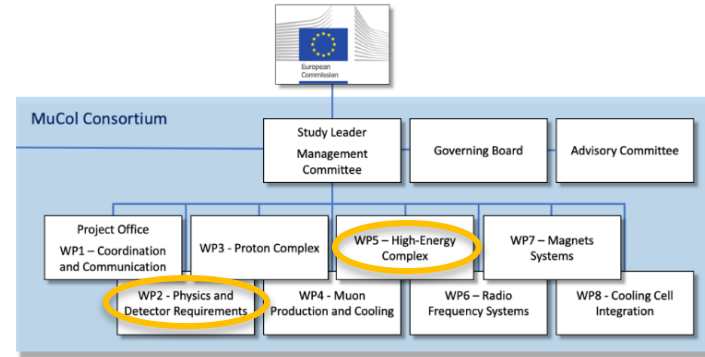 European
Commission
MuCol Consortium
Study Leader
Management
Committee
Governing Board
Advisory Committee
Project Office
WP1 – Coordination
and Communication
WP3 - Proton Complex
WP5 – High-Energy
Complex
WP7 – Magnets
Systems
WP2 - Physics and
Detector Requirements
WP4 - Muon
Production and Cooling
WP6 – Radio
Frequency Systems
WP8 - Cooling Cell
Integration